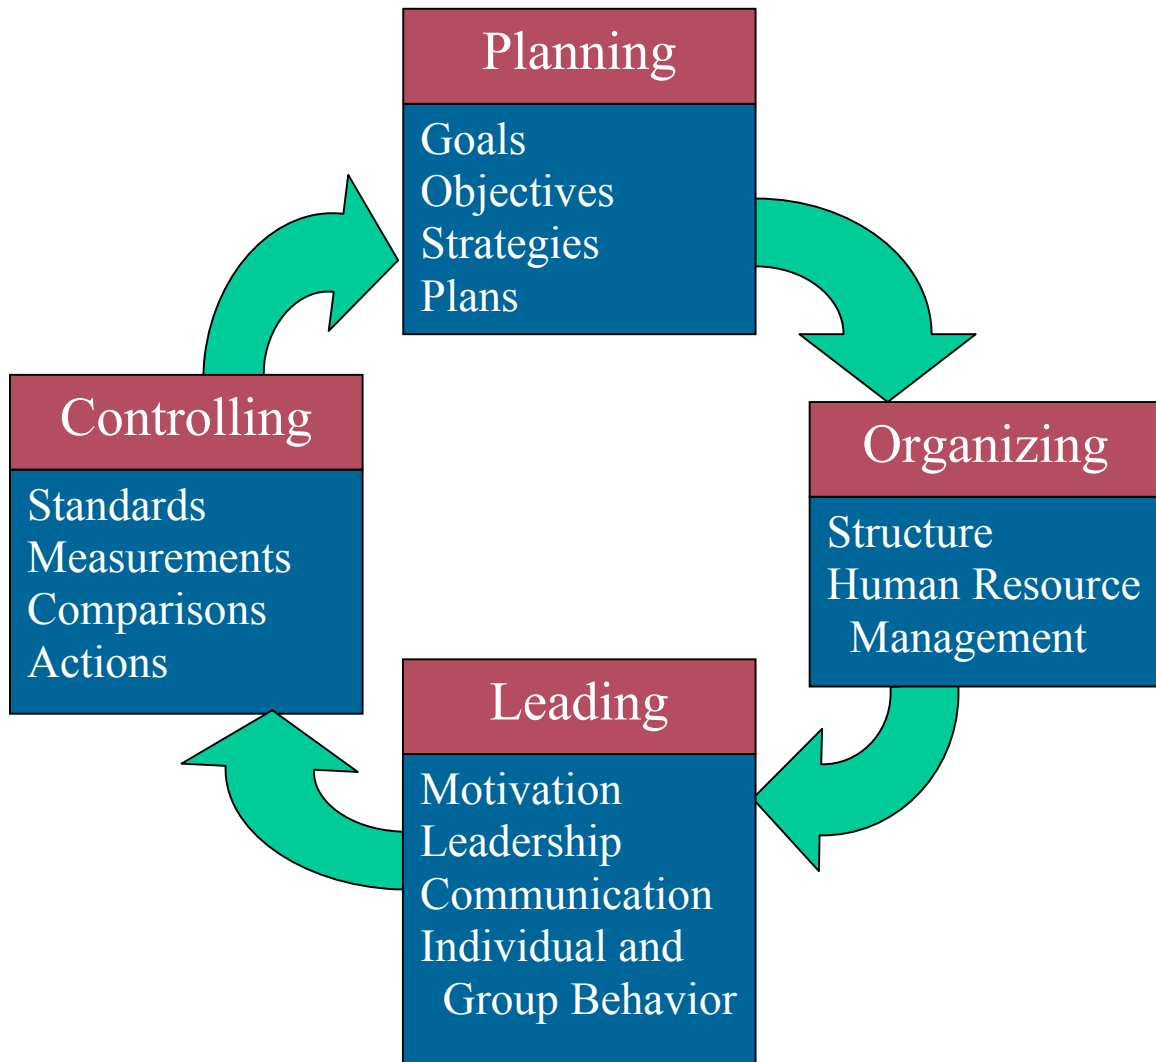 Planning
Goals
Objectives
Strategies
Plans
Organizing
Structure
Human Resource
Management
Leading
Motivation
Leadership
Communication
Individual and
Group Behavior
Controlling
Standards
Measurements
Comparisons
Actions